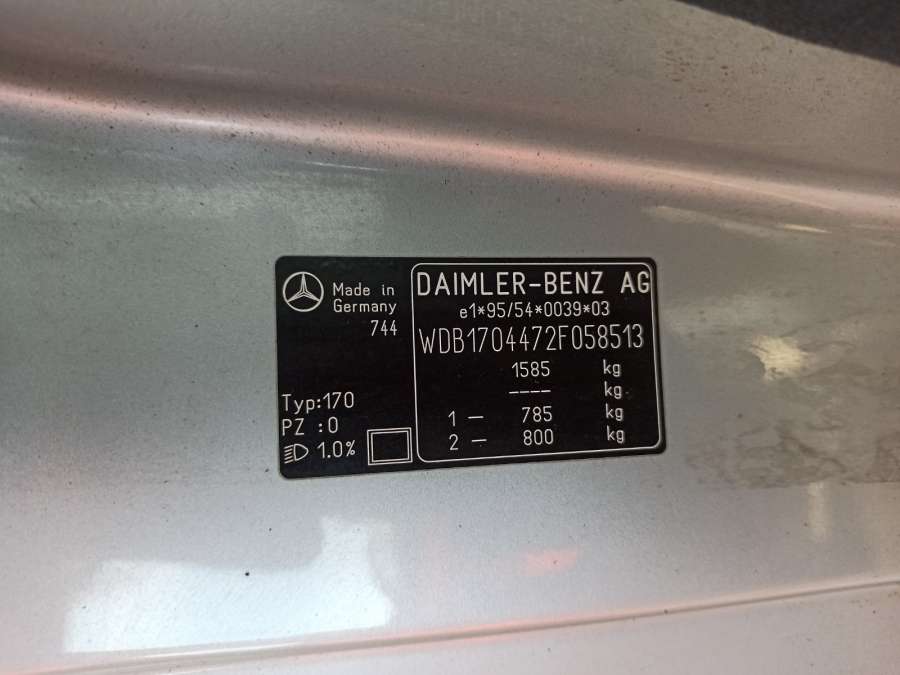 Made in
Germany
744
Typ:170
PZ :0
1.0%
DAIMLER-BENZ AG
e1*95/54*0039*03
WDB1704472F058513
1585 kg
---- kg
1 — 785 kg
2 — 800 kg